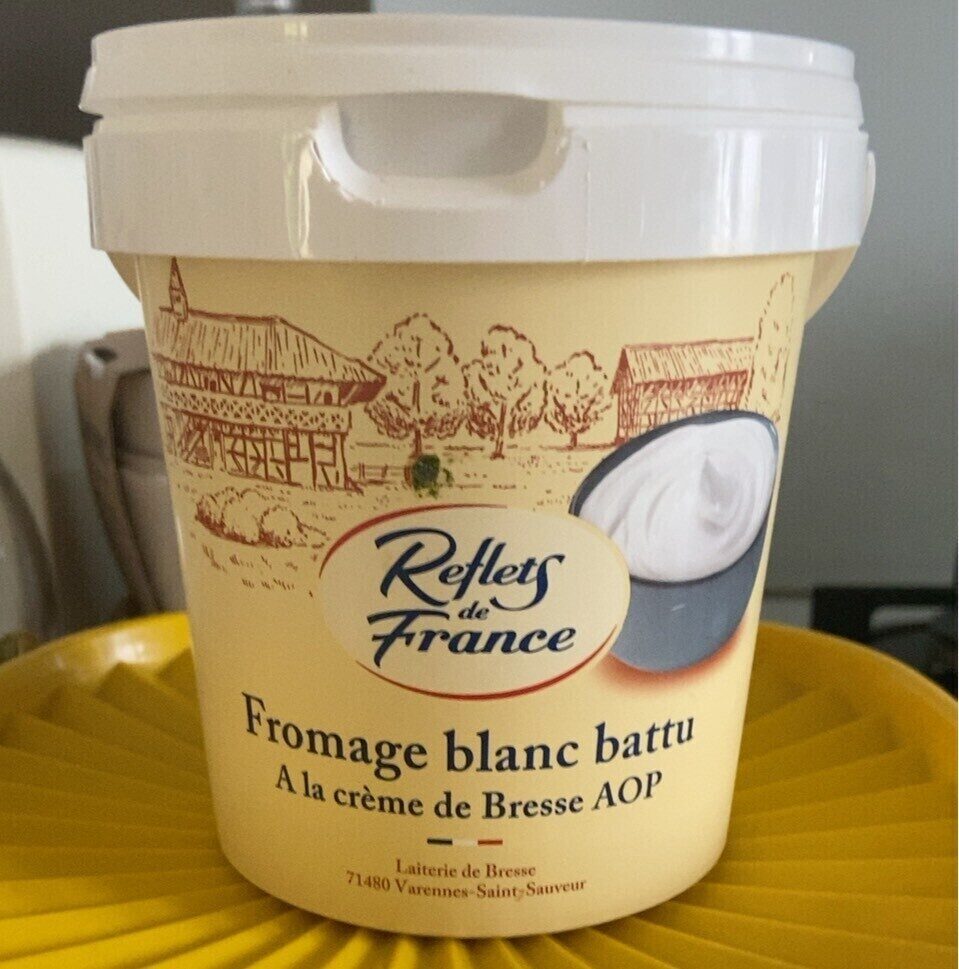 Reflets
de
France
Fromage blanc battu
A la crème de Bresse AOP
Laiterie de Bresse
71480 Varennes-Saint-Sauveur